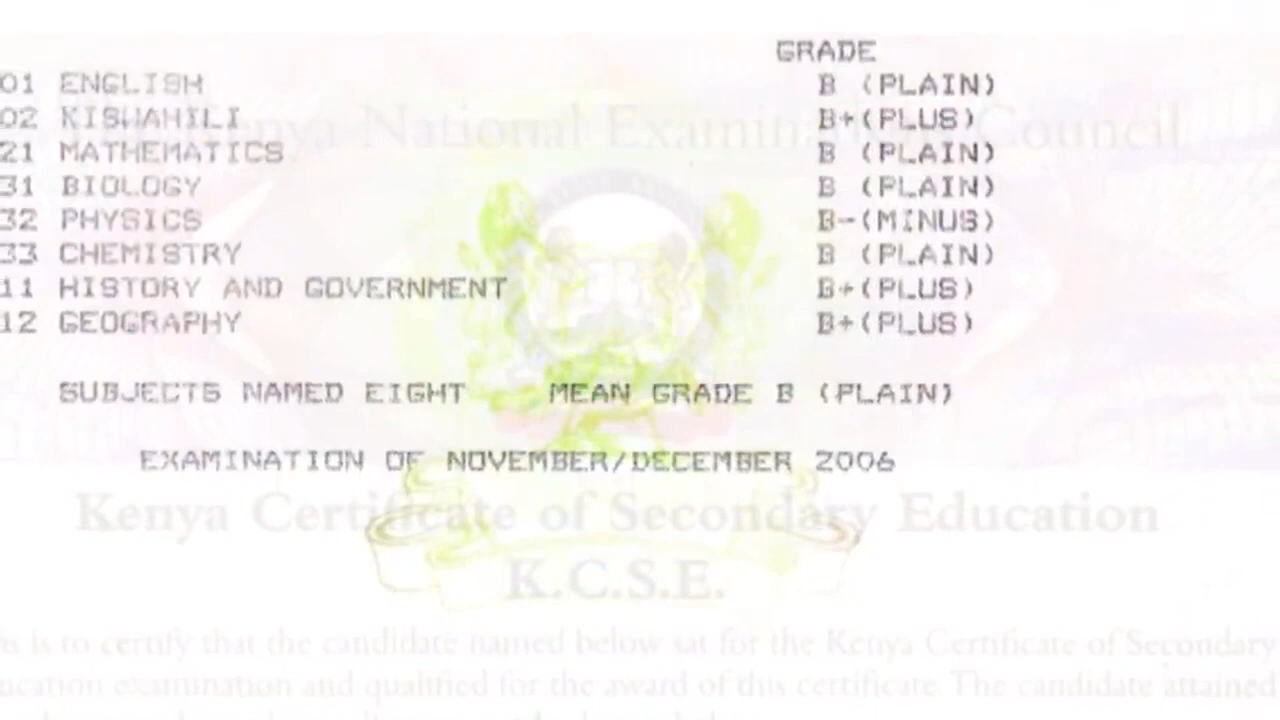 GRADE
01 ENGLISH B (PLAIN)
02 KISWAHILI B+(PLUS)
The Kenya National Examinations Council
21 MATHEMATICS B (PLAIN)
31 BIOLOGY B (PLAIN)
32 PHYSICS B-(MINUS)
33 CHEMISTRY B (PLAIN)
11 HISTORY AND GOVERNMENT B+(PLUS)
12 GEOGRAPHY B+(PLUS)
SUBJECTS NAMED EIGHT MEAN GRADE B (PLAIN)
EXAMINATION OF NOVEMBER/DECEMBER 2006
Kenya Certificate of Secondary Education
K.C.S.E.
is is to certify that the candidate named below sat for the Kenya Certificate of Secondary
ucation examination and qualified for the award of this certificate The candidate attained